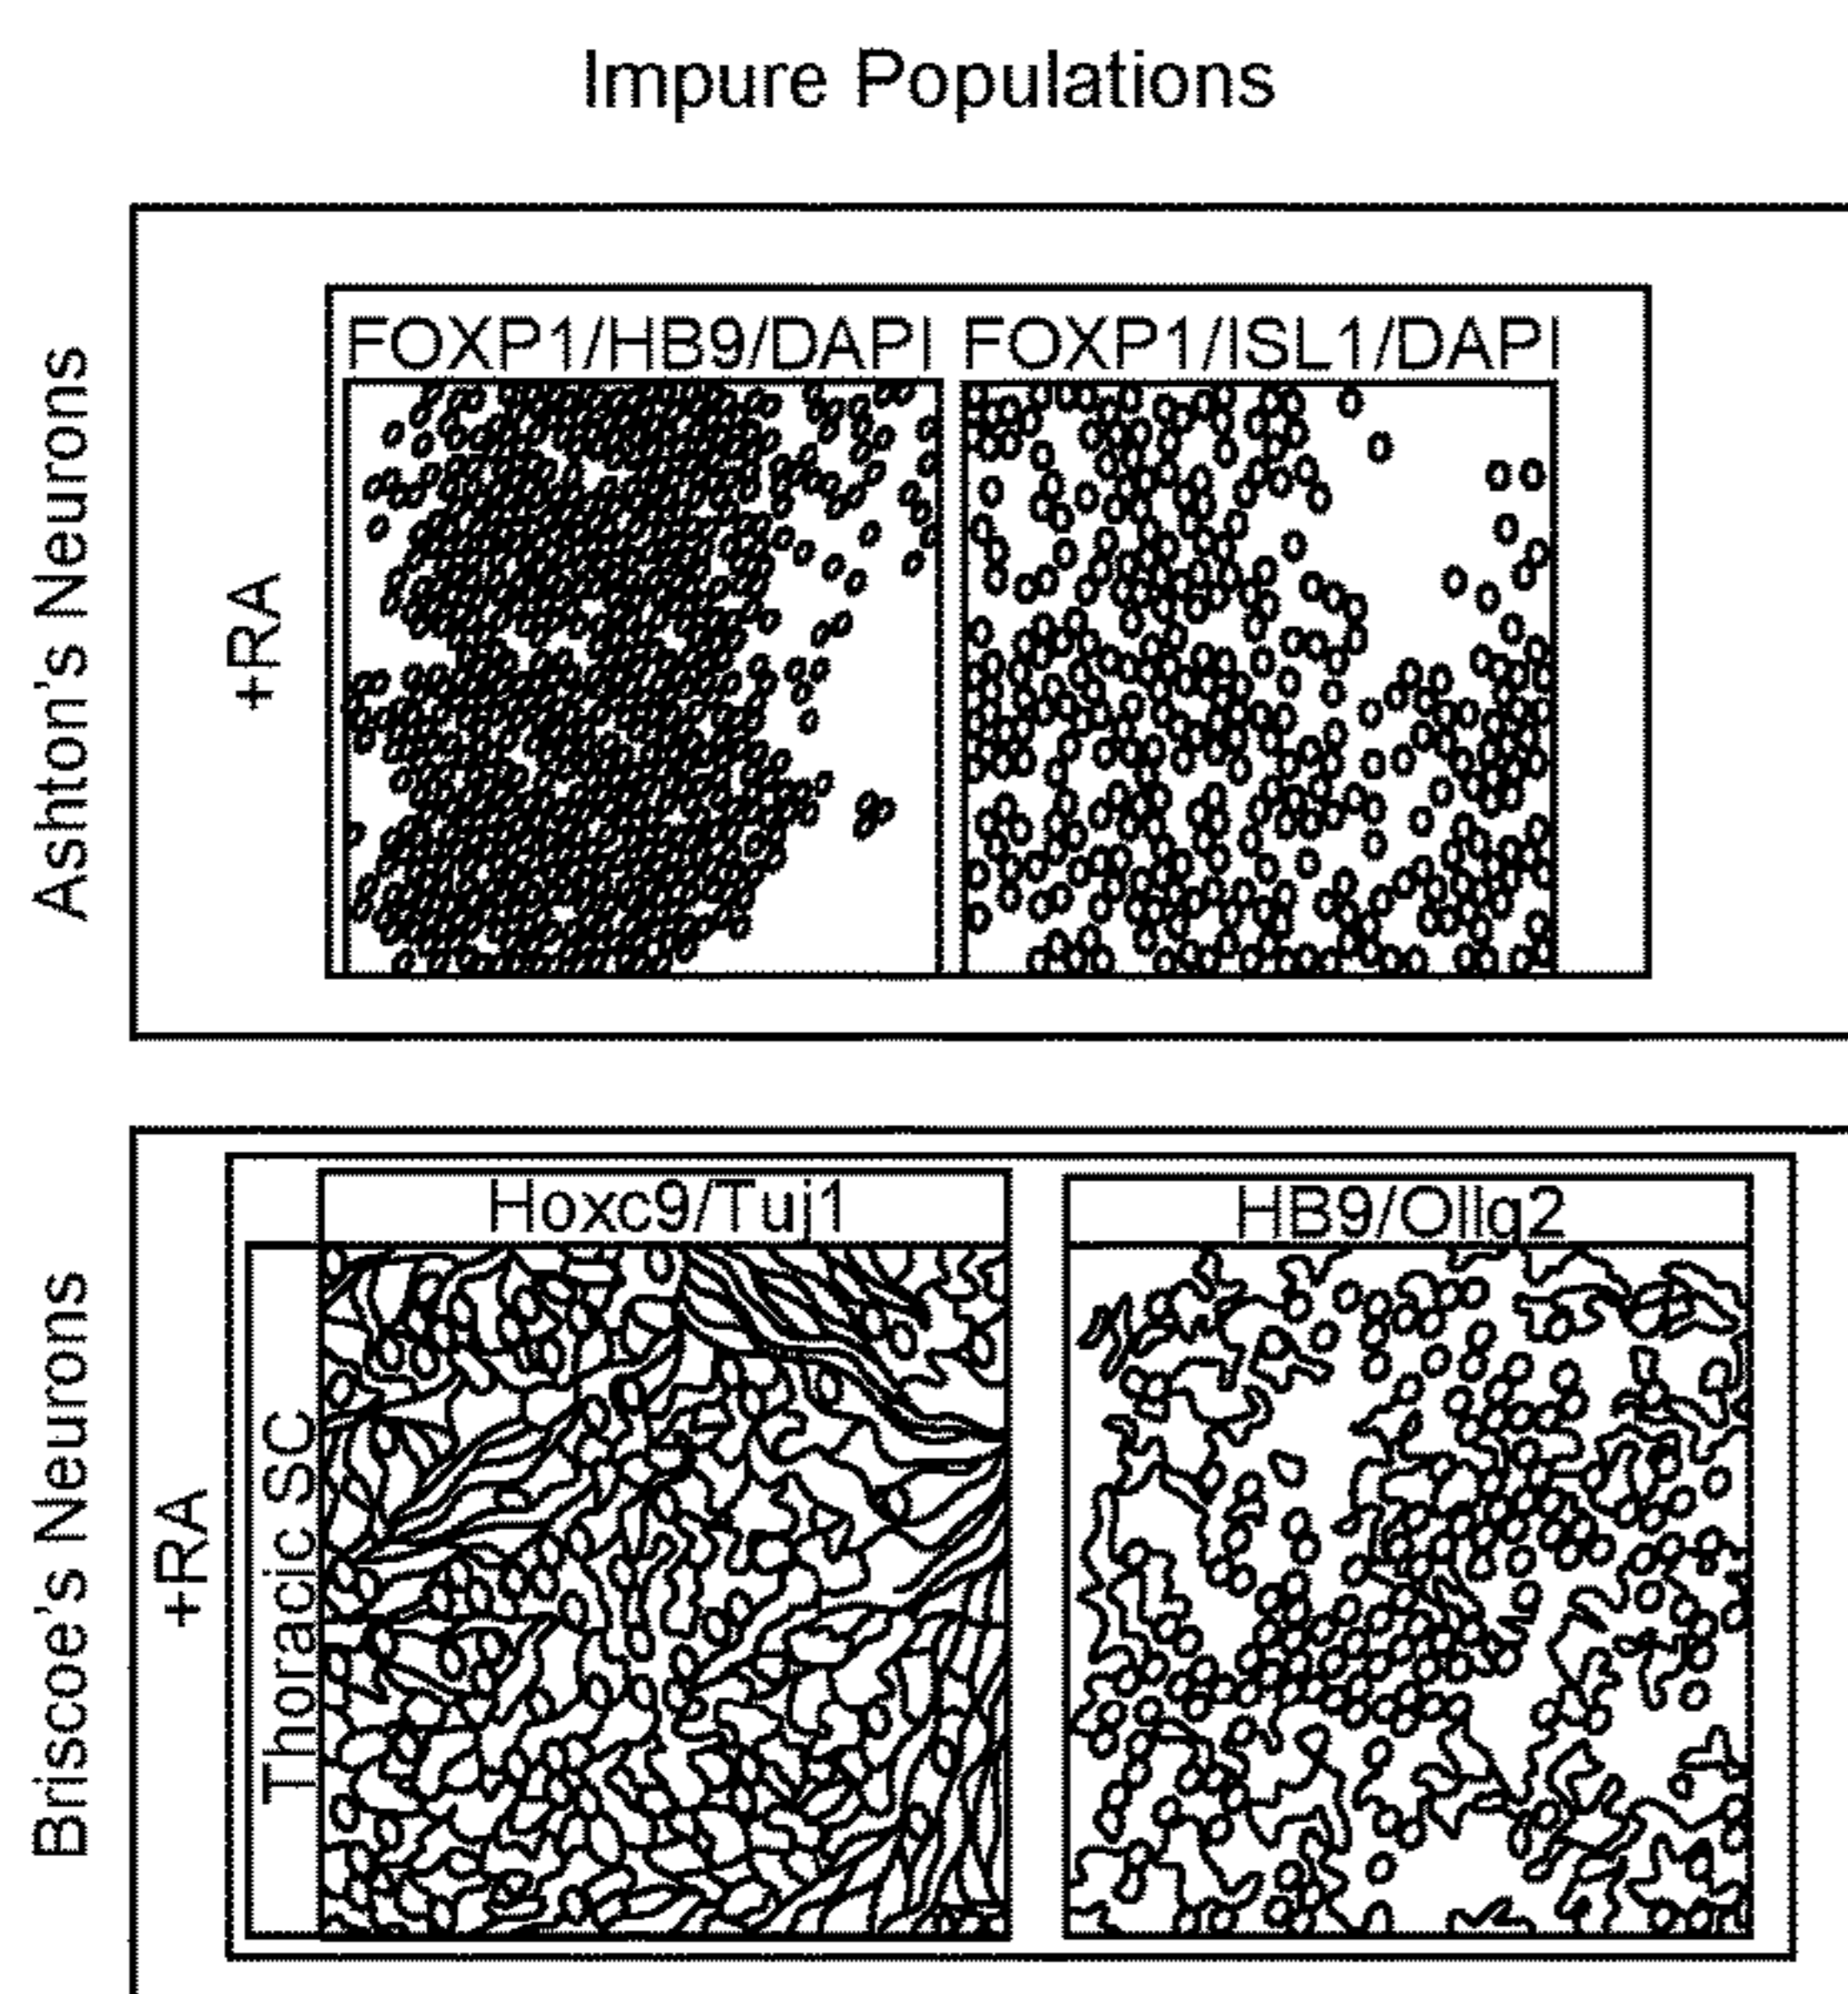 Impure Populations
Ashton's Neurons
+RA
FOXP1/HB9/DAPI
FOXP1/ISL1/DAPI
Briscoe's Neurons
+RA
Thoracic SC
Hoxc9/Tuj1
HB9/Olig2